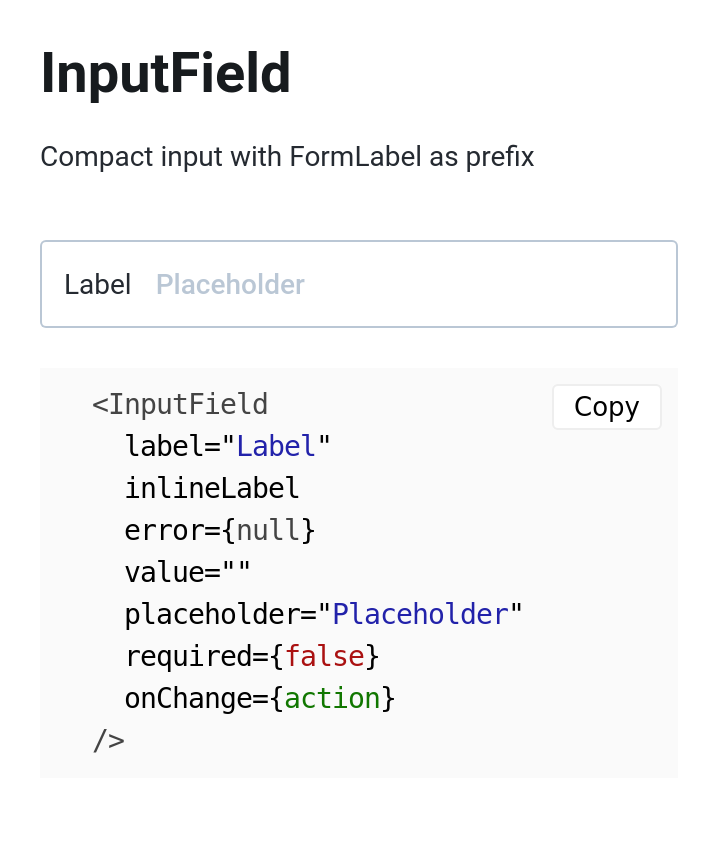 InputField
Compact input with FormLabel as prefix
Label Placeholder
Copy
<InputField
  label="Label"
  inlineLabel
  error={null}
  value=""
  placeholder="Placeholder"
  required={false}
  onChange={action}
/>